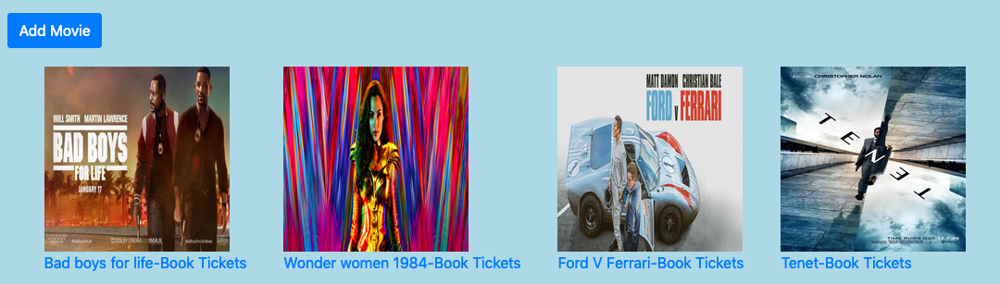 Add Movie
WILL SMITH MARTIN LAWRENCE
BAD BOYS
FOR LIFE
JANUARY 17
DOLBY CINEMA IMAX
Bad boys for life-Book Tickets
Wonder women 1984-Book Tickets
MATT DAMON CHRISTIAN BALE
FORD V FERRARI
Ford V Ferrari-Book Tickets
CHRISTOPHER NOLAN
TENET
TIME RUNS OUT
Tenet-Book Tickets